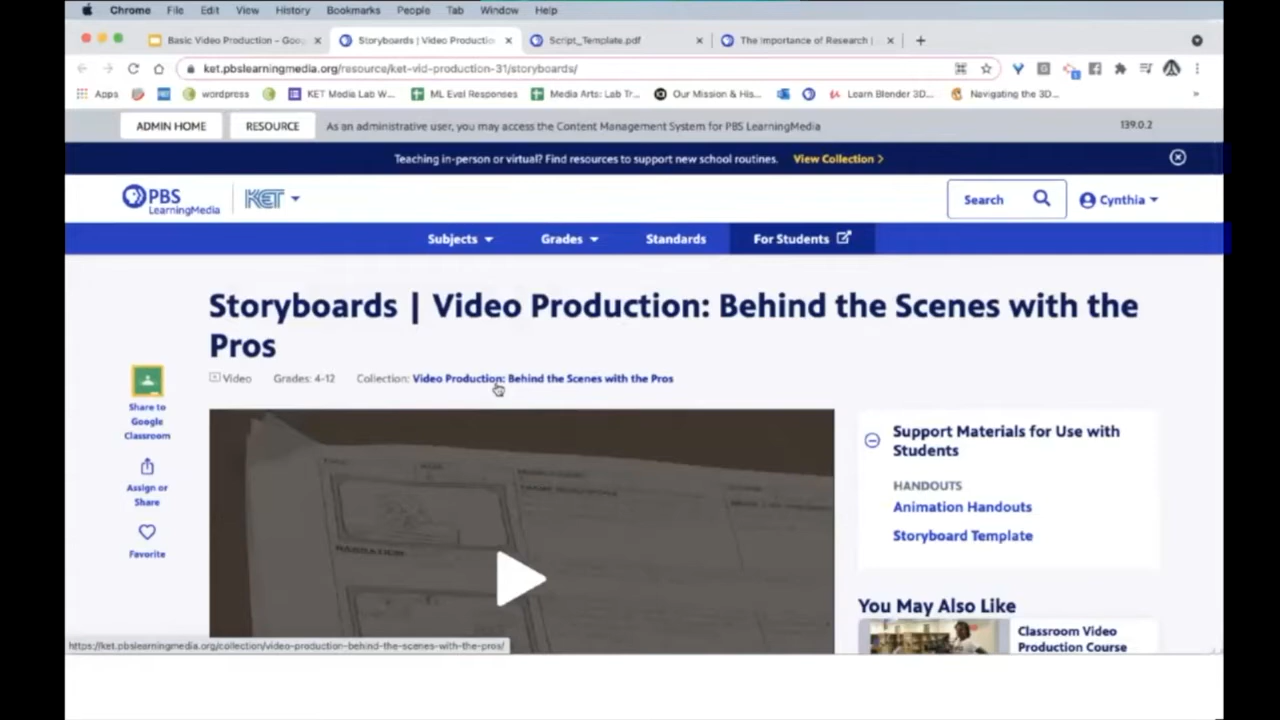 Chrome File Edit View History Bookmarks People Tab Window Help
Basic Video Production - Goo
Storyboards | Video Productio
Script_Template.pdf
The Importance of Research |
ket.pbslearningmedia.org/resource/ket-vid-production-31/storyboards/
Apps wordpress KET Media Lab W... ML Evel Responses Media Arts: Lab Tr... Our Mission & His... Learn Blender 3D... Navigating the 3D...
ADMIN HOME RESOURCE As an administrative user, you may access the Content Management System for PBS LearningMedia 139.0.2
Teaching in-person or virtual? Find resources to support new school routines. View Collection >
PBS LearningMedia
KET
Search
Cynthia
Subjects Grades Standards For Students
Storyboards | Video Production: Behind the Scenes with the
Pros
Video Grades: 4-12 Collection: Video Production: Behind the Scenes with the Pros
Share to
Google
Classroom
Assign or
Share
Favorite
NARRATION
Support Materials for Use with
Students
HANDOUTS
Animation Handouts
Storyboard Template
You May Also Like
Classroom Video
Production Course
https://ket.pbslearningmedia.org/collection/video-production-behind-the-scenes-with-the-pros/